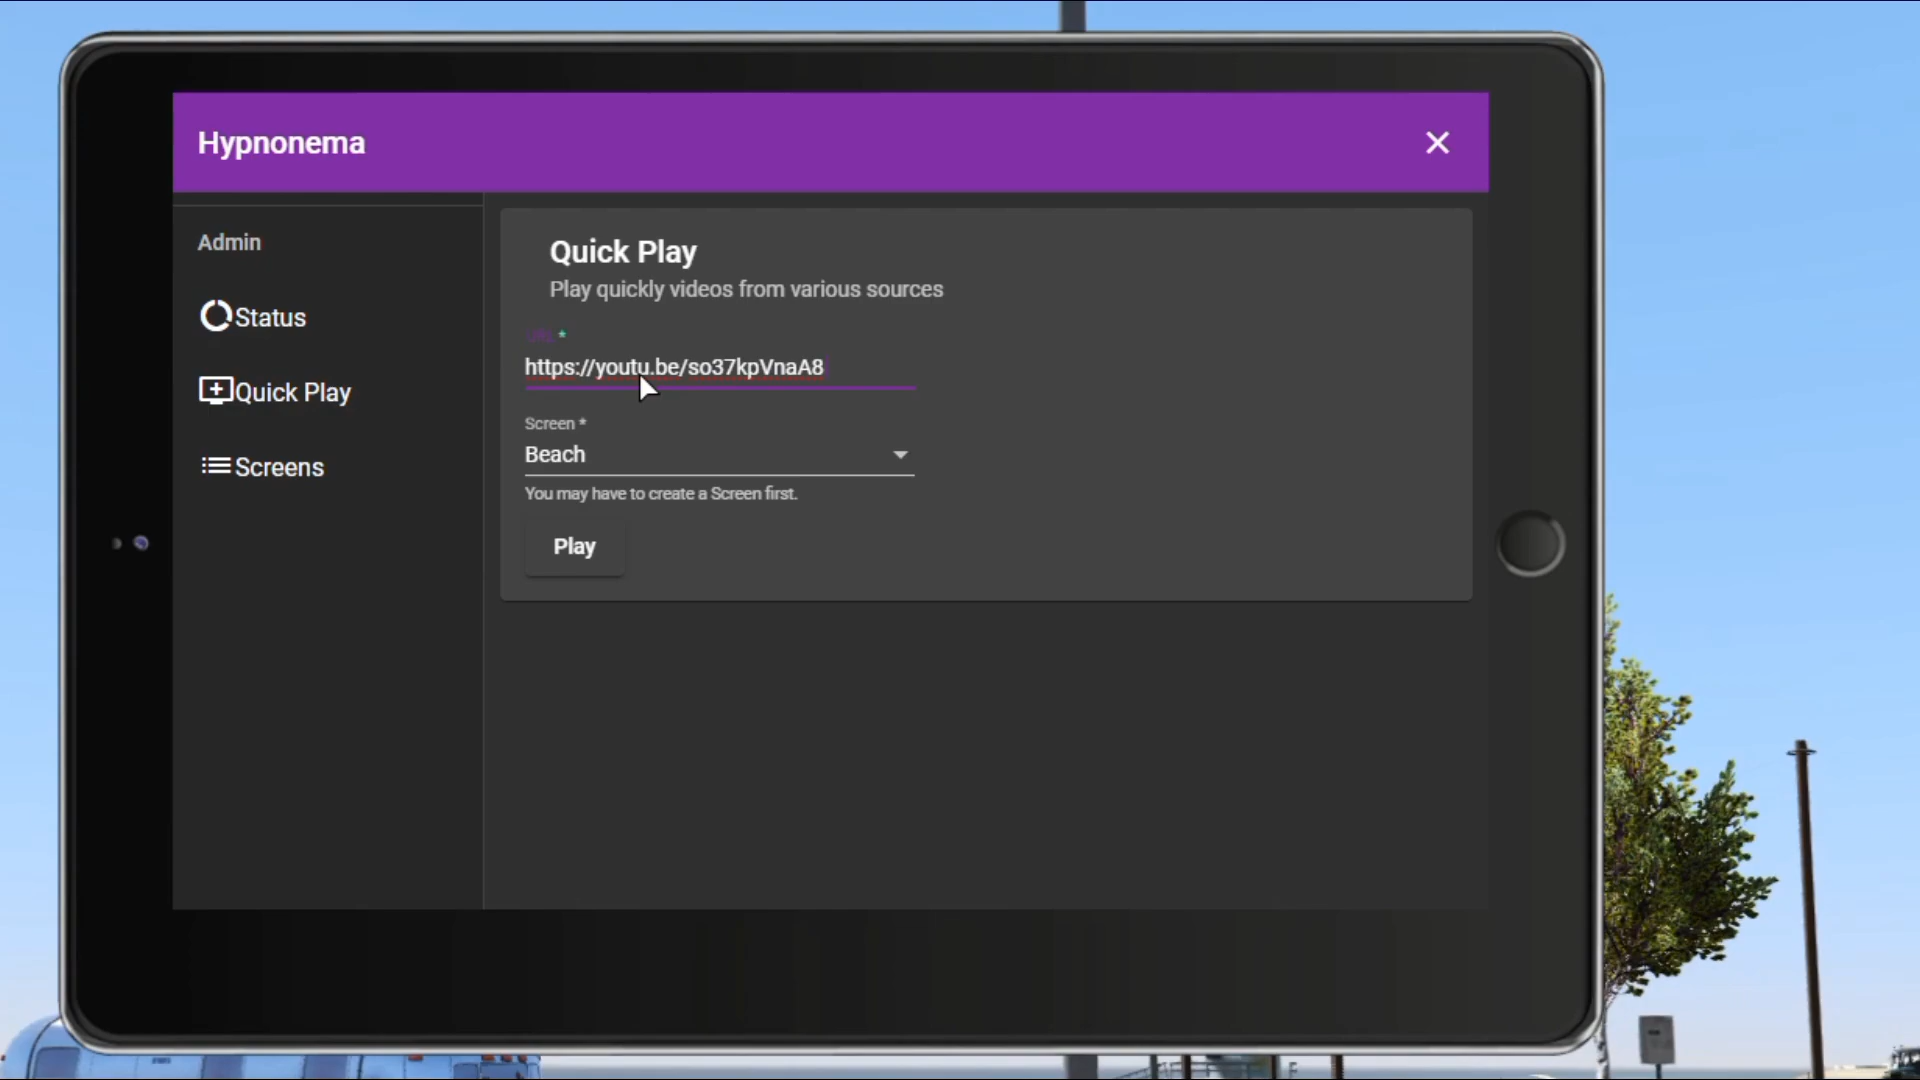 Hypnonema
Admin
Status
Quick Play
Screens
Quick Play
Play quickly videos from various sources
URL *
https://youtu.be/so37kpVnaA8
Screen *
Beach
You may have to create a Screen first.
Play